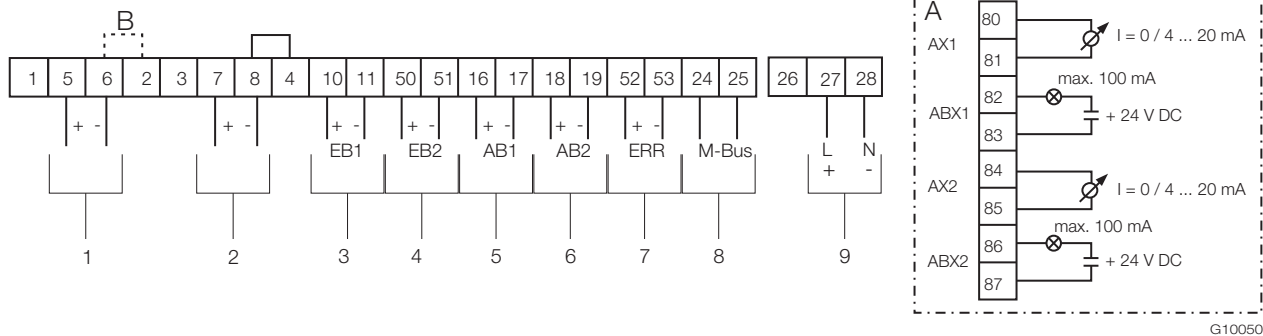 B
1 5 6 2 3 7 8 4 10 11 50 51 16 17 18 19 52 53 24 25 26 27 28
+ - + - + - + - + - + - + -
EB1 EB2 AB1 AB2 ERR M-Bus L N
+ -
1 2 3 4 5 6 7 8 9
A
80
AX1 I = 0 / 4 ... 20 mA
81
max. 100 mA
82
ABX1 + 24 V DC
83
84
AX2 I = 0 / 4 ... 20 mA
85
max. 100 mA
86
ABX2 + 24 V DC
87
G10050